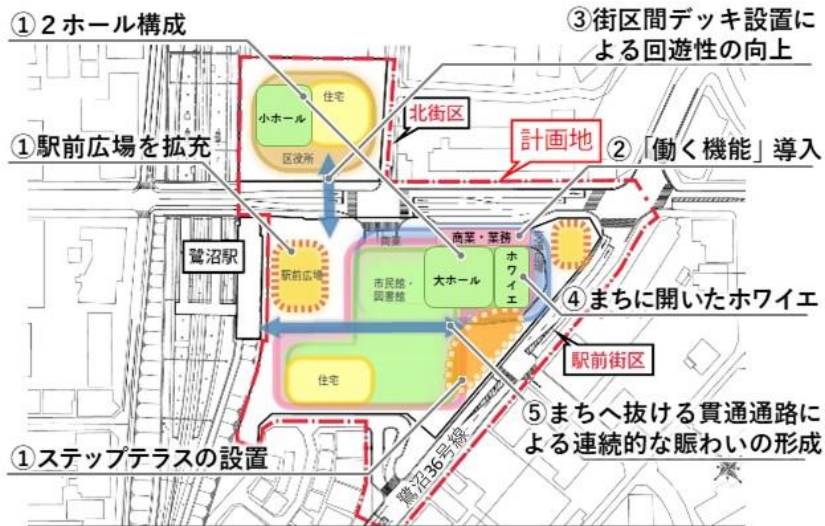 ①２ホール構成
③街区間デッキ設置に
よる回遊性の向上
住宅
小ホール
区役所
北街区
①駅前広場を拡充
計画地
②「働く機能」導入
鷺沼駅
商業・業務
商業
駅前広場
市民館・
図書館
大ホール
ホワイエ
④まちに開いたホワイエ
駅前街区
住宅
⑤まちへ抜ける貫通通路に
よる連続的な賑わいの形成
①ステップテラスの設置
鷺沼36号線